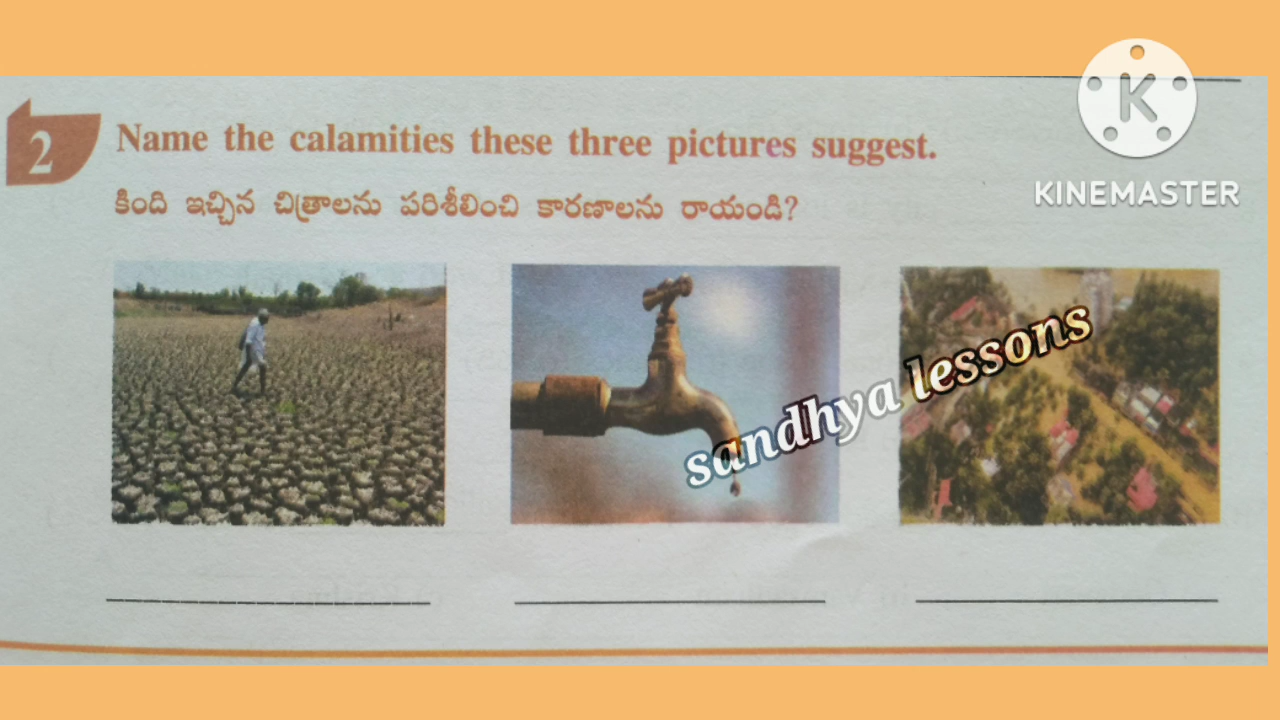 K
KINEMASTER
2
Name the calamities these three pictures suggest.
కింది ఇచ్చిన చిత్రాలను పరిశీలించి కారణాలను రాయండి?
sandhya lessons